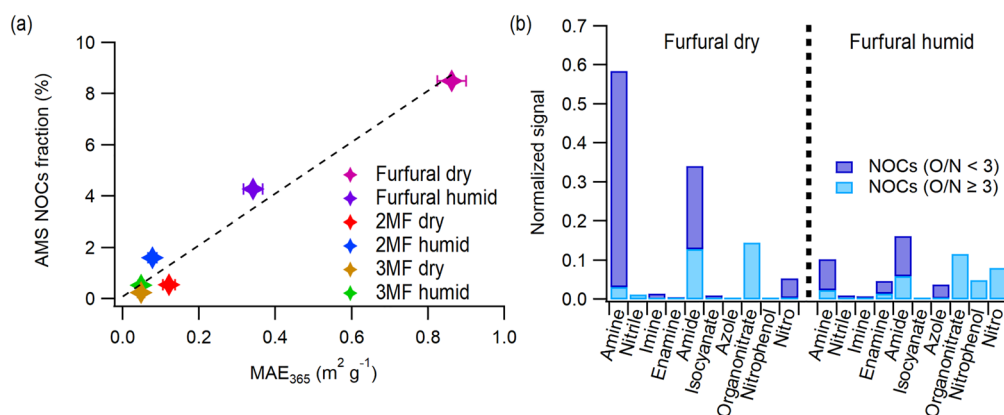 (a)
10
8
6
4
2
0
AMS NOCs fraction (%)
0.0 0.2 0.4 0.6 0.8 1.0
MAE₃₆₅ (m² g⁻¹)
Furfural dry
Furfural humid
2MF dry
2MF humid
3MF dry
3MF humid
(b)
0.7
0.6
0.5
0.4
0.3
0.2
0.1
0.0
Normalized signal
Furfural dry
Furfural humid
NOCs (O/N < 3)
NOCs (O/N ≥ 3)
Amine
Nitrile
Imine
Enamine
Amide
Isocyanate
Azole
Organonitrate
Nitrophenol
Nitro
Amine
Nitrile
Imine
Enamine
Amide
Isocyanate
Azole
Organonitrate
Nitrophenol
Nitro